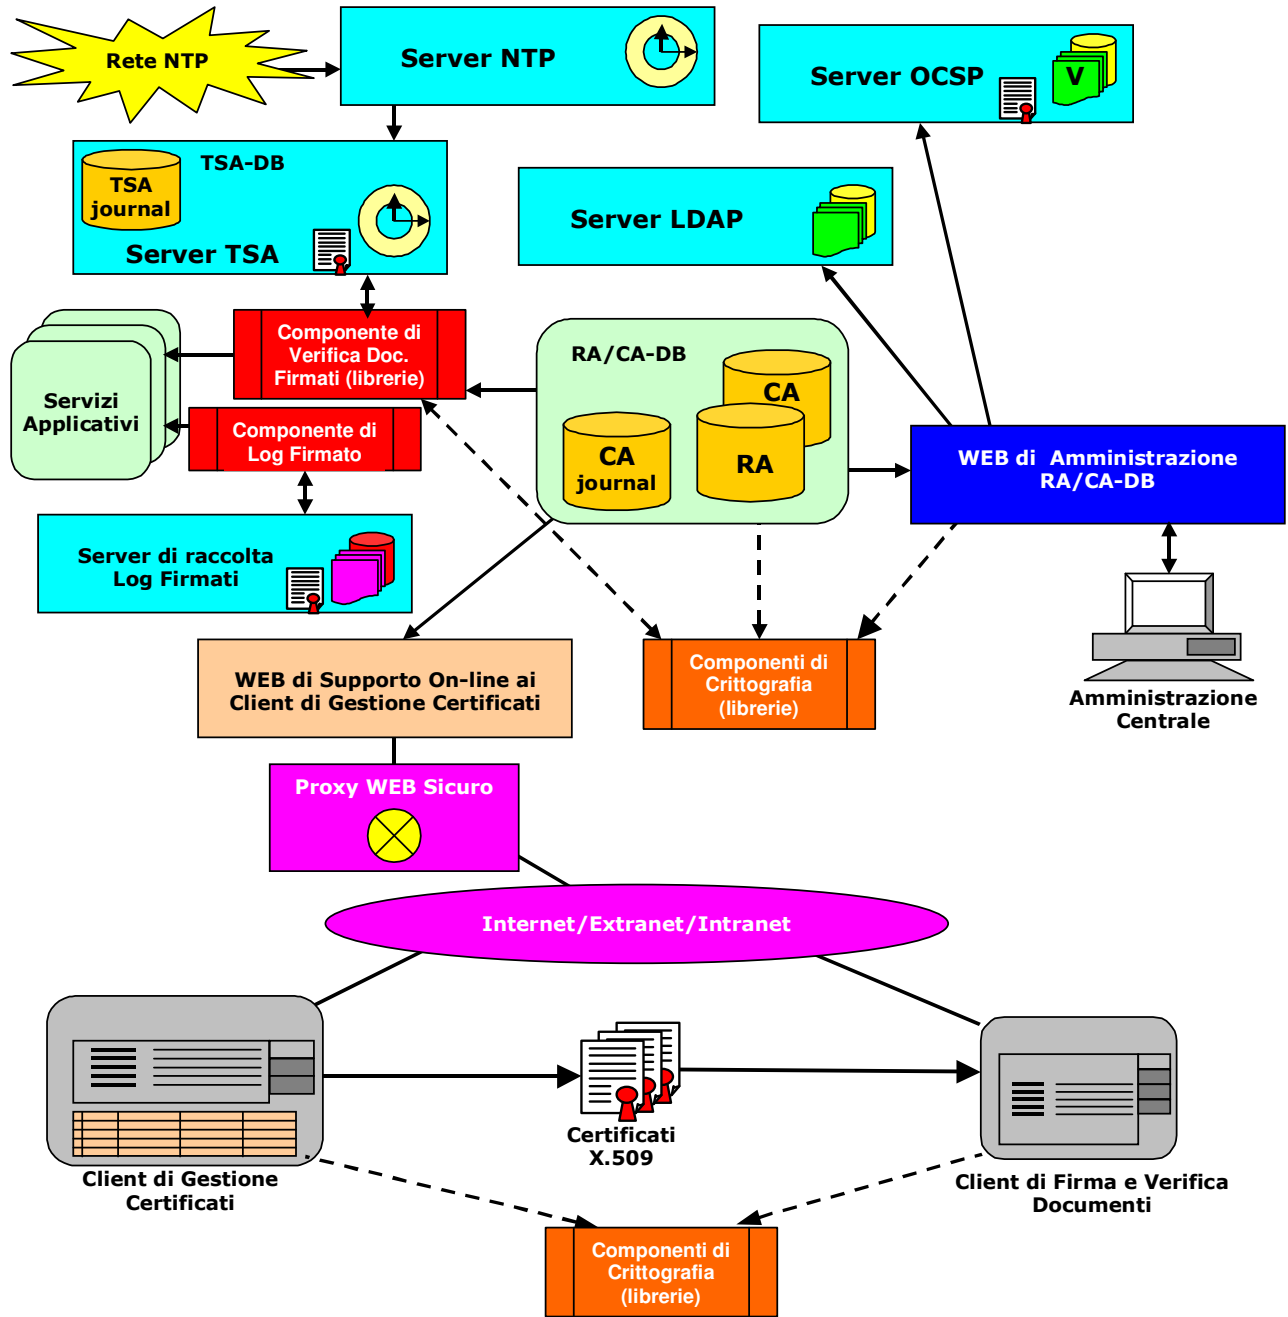 Rete NTP
Server NTP
Server OCSP
V
TSA-DB
TSA
journal
Server TSA
Server LDAP
Componente di
Verifica Doc.
Firmati (librerie)
RA/CA-DB
CA
RA
CA
journal
Servizi
Applicativi
Componente di
Log Firmato
WEB di Amministrazione
RA/CA-DB
Server di raccolta
Log Firmati
WEB di Supporto On-line ai
Client di Gestione Certificati
Componenti di
Crittografia
(librerie)
Amministrazione
Centrale
Proxy WEB Sicuro
Internet/Extranet/Intranet
Certificati
X.509
Client di Gestione
Certificati
Client di Firma e Verifica
Documenti
Componenti di
Crittografia
(librerie)